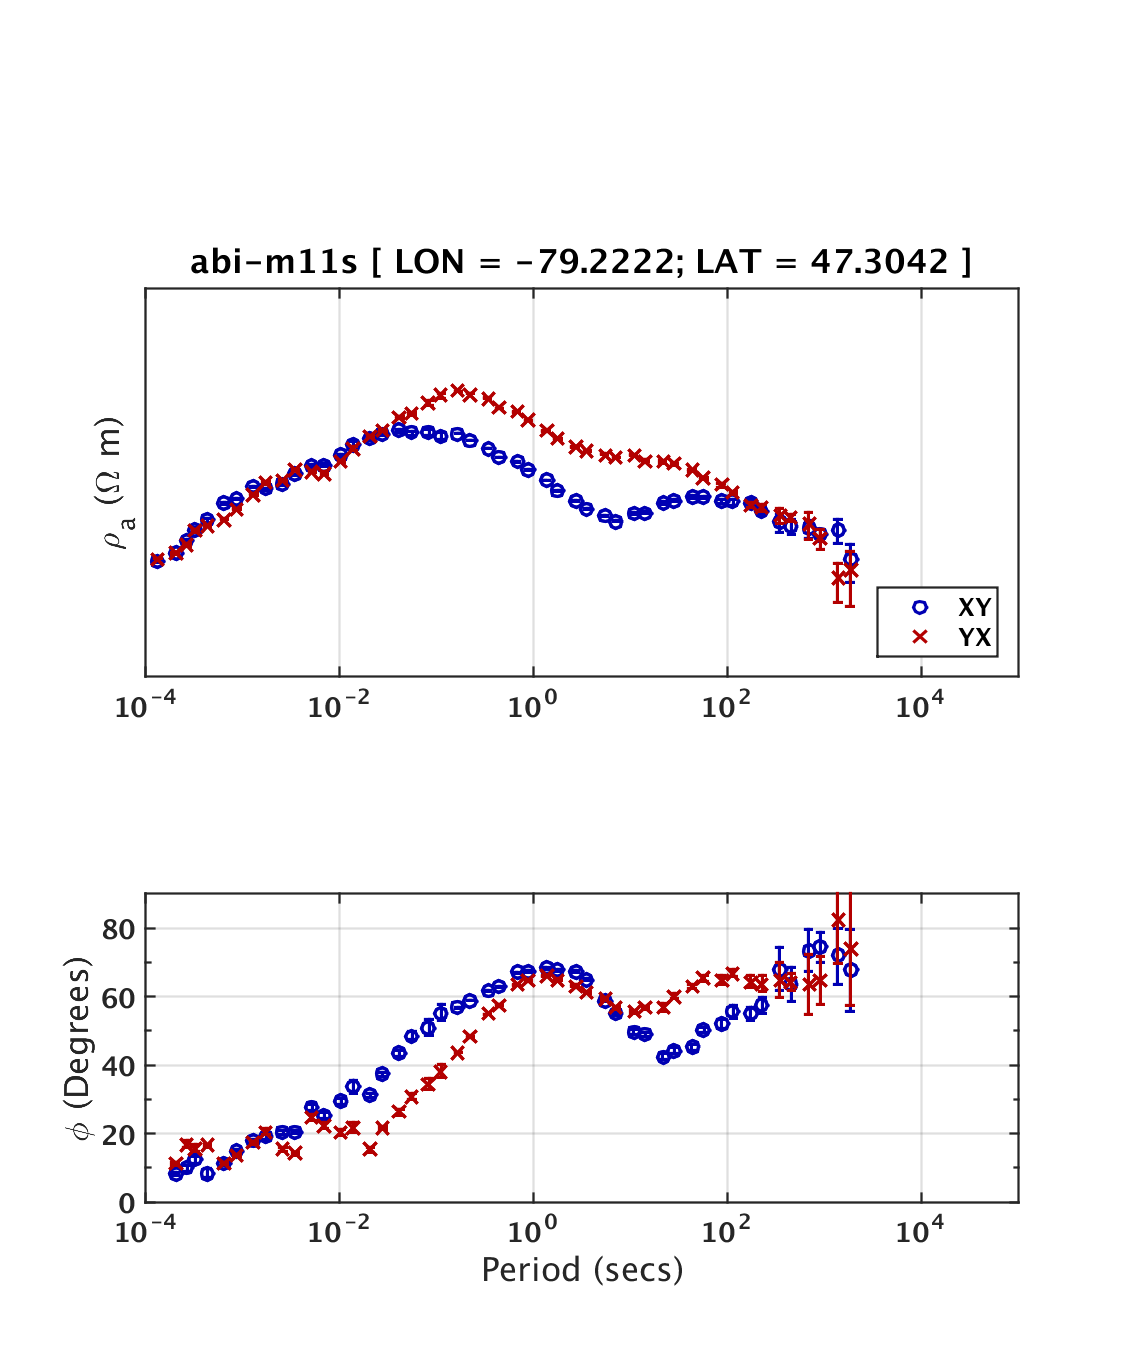 abi-m11s [ LON = -79.2222; LAT = 47.3042 ]
ρa (Ω m)
XY
YX
10^-4 10^-2 10^0 10^2 10^4
φ (Degrees)
80
60
40
20
0
10^-4 10^-2 10^0 10^2 10^4
Period (secs)